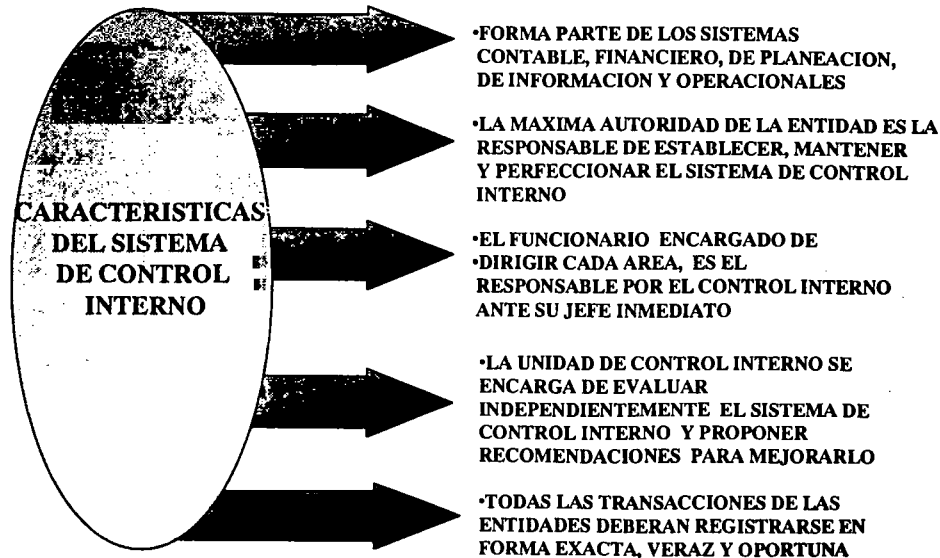 CARACTERISTICAS
DEL SISTEMA
DE CONTROL
INTERNO
•FORMA PARTE DE LOS SISTEMAS
CONTABLE, FINANCIERO, DE PLANEACION,
DE INFORMACION Y OPERACIONALES
•LA MAXIMA AUTORIDAD DE LA ENTIDAD ES LA
RESPONSABLE DE ESTABLECER, MANTENER
Y PERFECCIONAR EL SISTEMA DE CONTROL
INTERNO
•EL FUNCIONARIO ENCARGADO DE
•DIRIGIR CADA AREA, ES EL
RESPONSABLE POR EL CONTROL INTERNO
ANTE SU JEFE INMEDIATO
•LA UNIDAD DE CONTROL INTERNO SE
ENCARGA DE EVALUAR
INDEPENDIENTEMENTE EL SISTEMA DE
CONTROL INTERNO Y PROPONER
RECOMENDACIONES PARA MEJORARLO
•TODAS LAS TRANSACCIONES DE LAS
ENTIDADES DEBERAN REGISTRARSE EN
FORMA EXACTA, VERAZ Y OPORTUNA